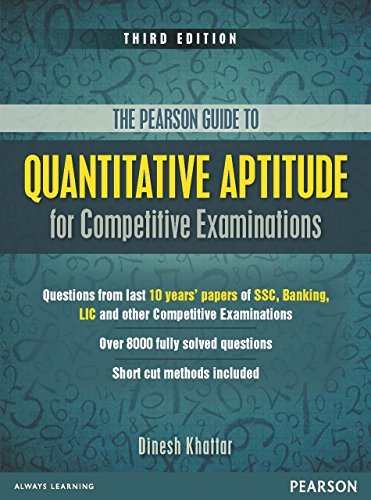 THIRD EDITION
THE PEARSON GUIDE TO
QUANTITATIVE APTITUDE
for Competitive Examinations
Questions from last 10 years' papers of SSC, Banking,
LIC and other Competitive Examinations
Over 8000 fully solved questions
Short cut methods included
Dinesh Khattar
ALWAYS LEARNING
PEARSON